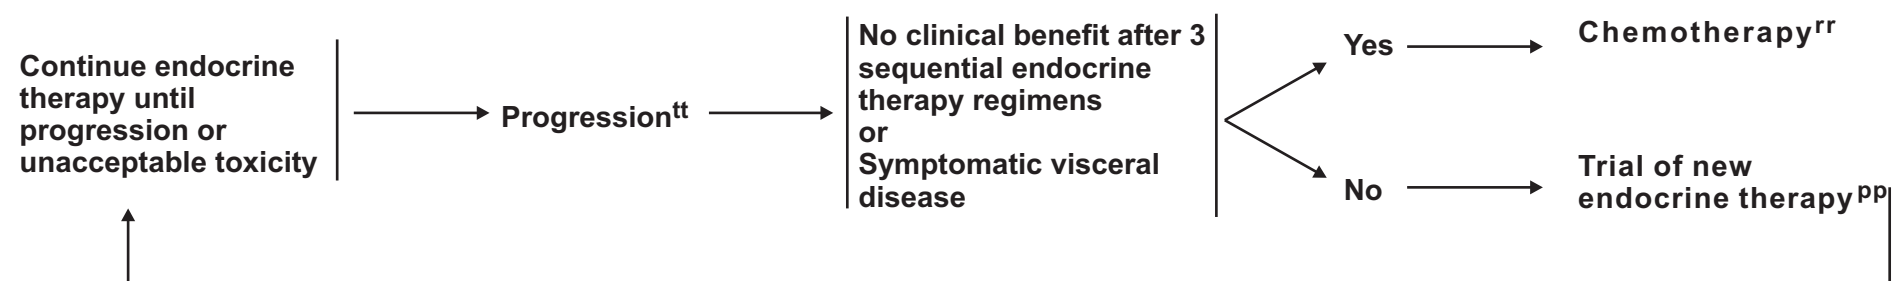 Continue endocrine
therapy until
progression or
unacceptable toxicity
Progressiontt
No clinical benefit after 3
sequential endocrine
therapy regimens
or
Symptomatic visceral
disease
Yes
Chemotherapyrr
No
Trial of new
endocrine therapypp